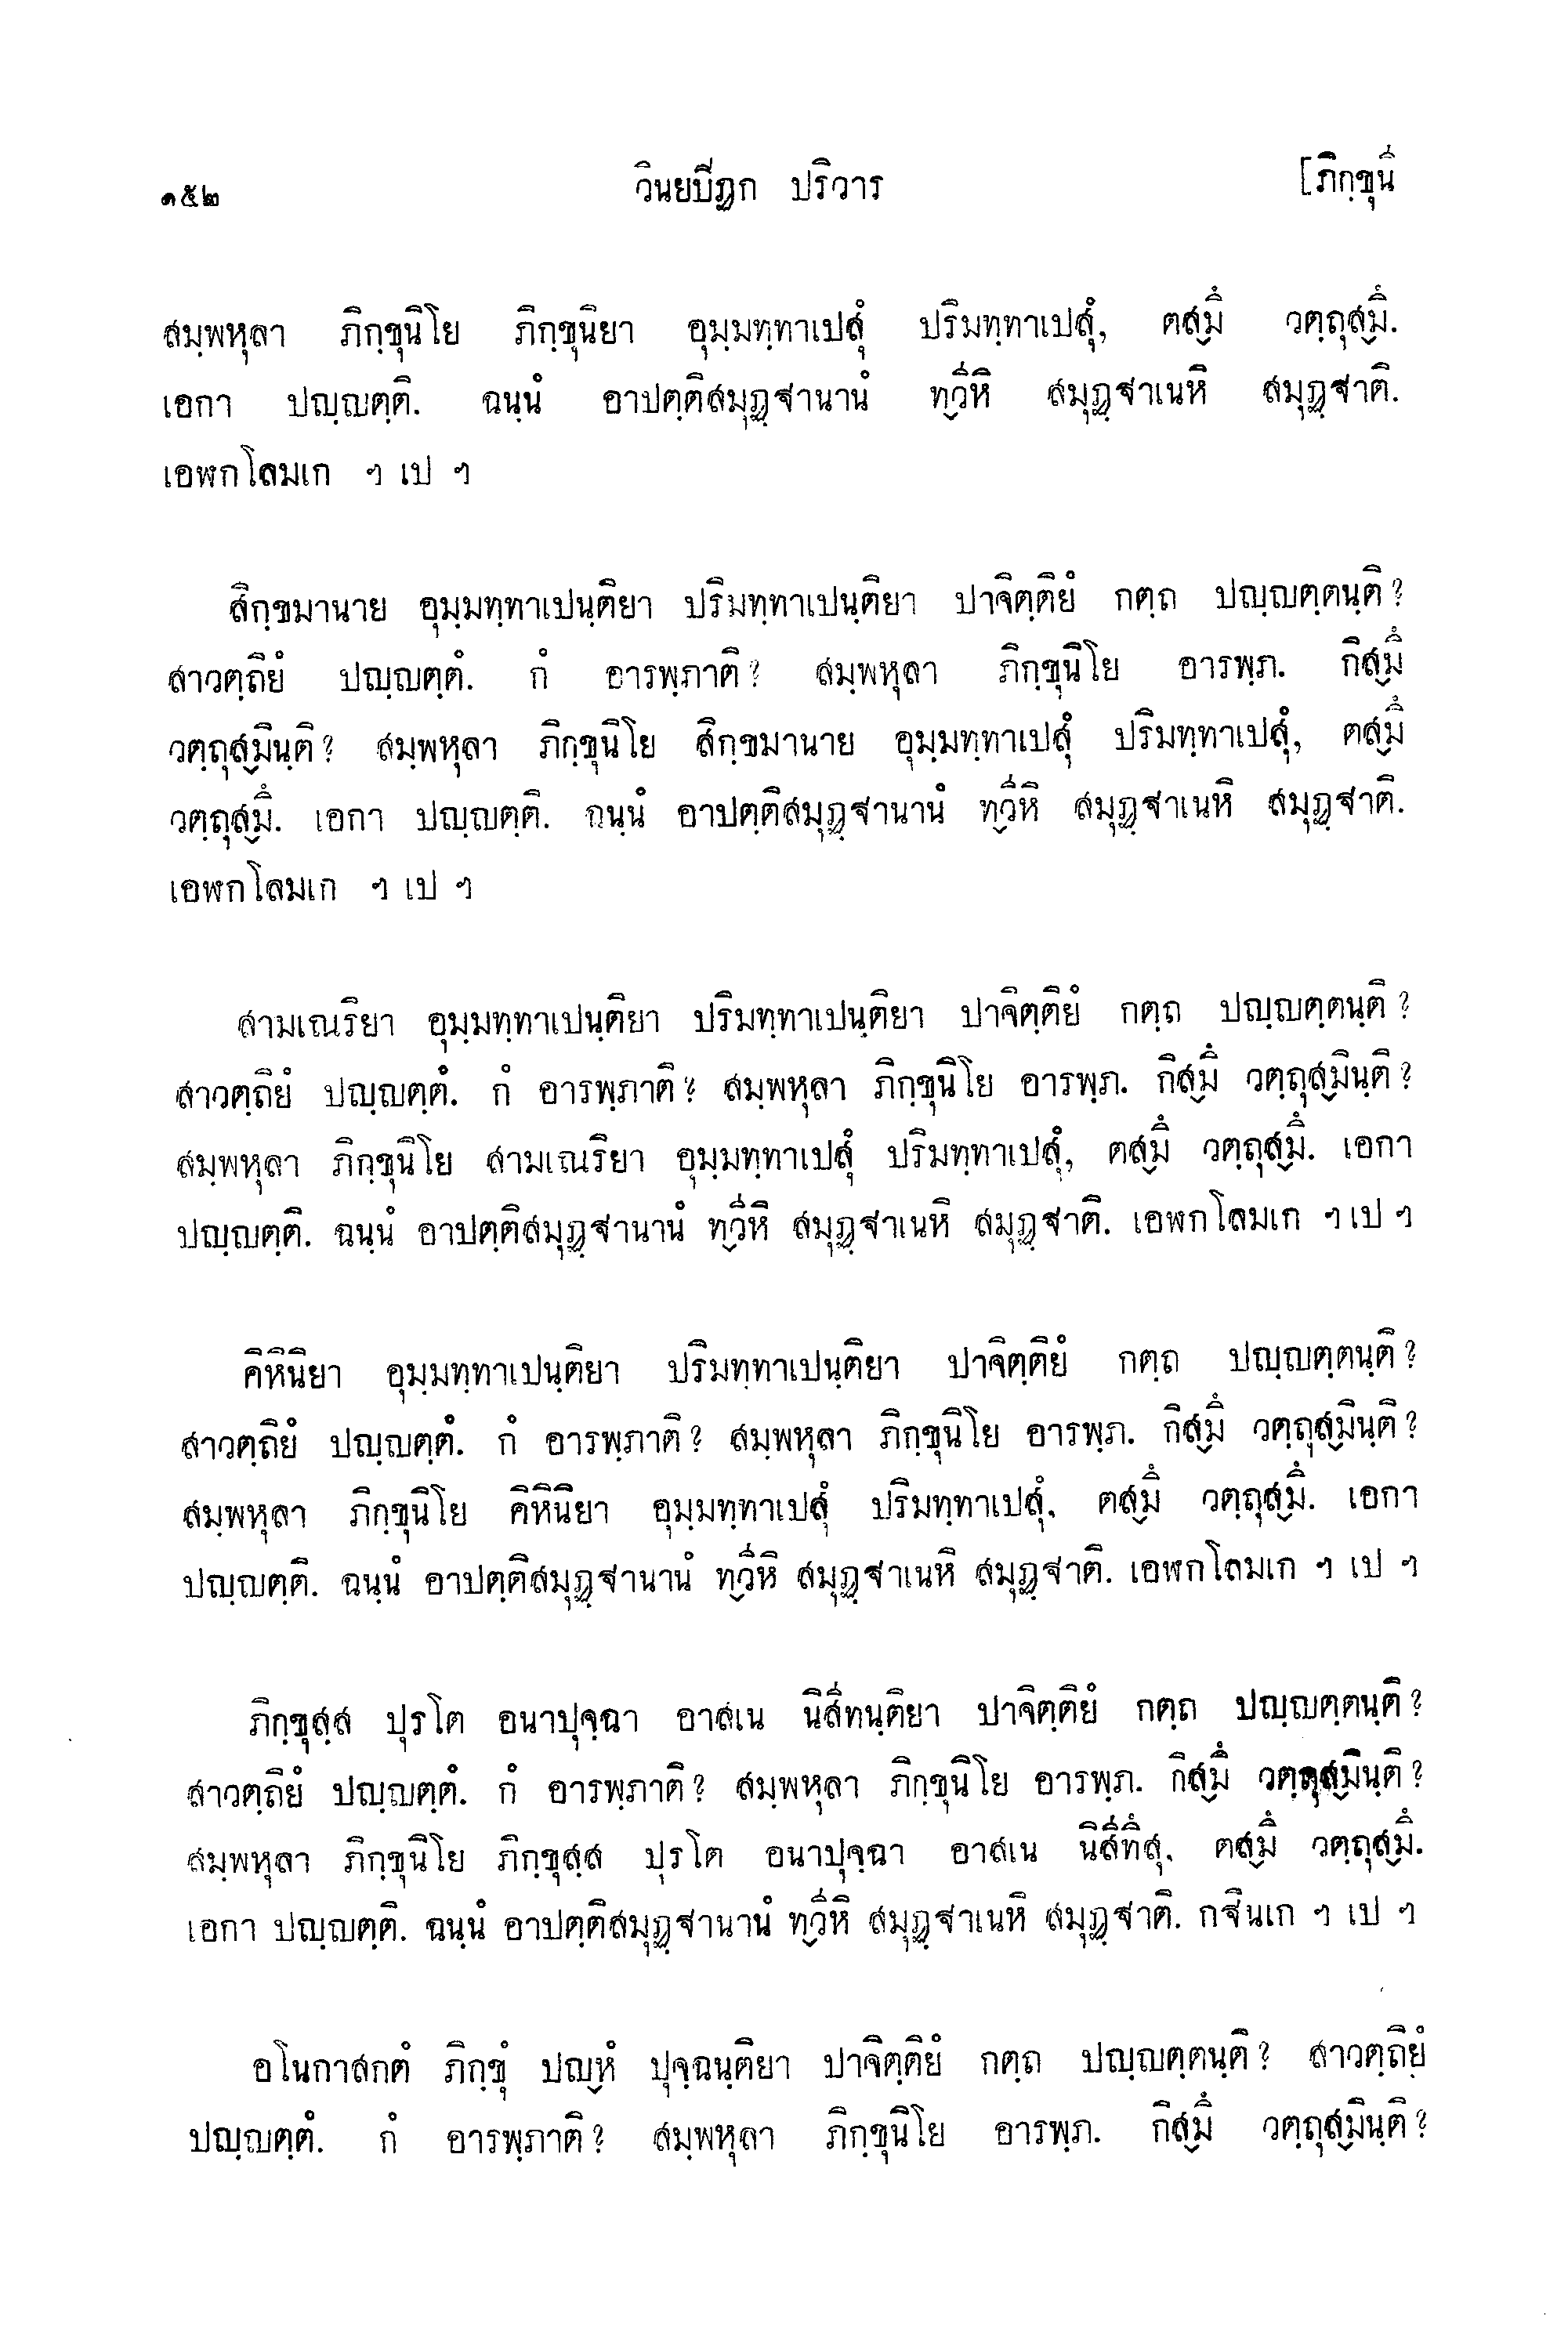 ๑๕๒ วินยปีฏก ปริวาร [ภิกฺขุนี
สมฺพหุลา ภิกฺขุนิโย ภิกฺขุนิยา อุมฺมทฺทาเปสุํ ปริมทฺทาเปสุํ, ตสฺมึ วตฺถุสฺมึ.
เอกา ปญฺญตฺติ. ฉนฺนํ อาปตฺติสมุฏฺฐานานํ ทฺวีหิ สมุฏฺฐาเนหิ สมุฏฺฐาติ.
เอฬกโลมเก ฯ เป ฯ
สิกฺขมานาย อุมฺมทฺทาเปนฺติยา ปริมทฺทาเปนฺติยา ปาจิตฺติยํ กตฺถ ปญฺญตฺตนฺติ?
สาวตฺถิยํ ปญฺญตฺตํ. กํ อารพฺภาติ? สมฺพหุลา ภิกฺขุนิโย อารพฺภ. กิสฺมึ
วตฺถุสฺมินฺติ? สมฺพหุลา ภิกฺขุนิโย สิกฺขมานาย อุมฺมทฺทาเปสุํ ปริมทฺทาเปสุํ, ตสฺมึ
วตฺถุสฺมึ. เอกา ปญฺญตฺติ. ฉนฺนํ อาปตฺติสมุฏฺฐานานํ ทฺวีหิ สมุฏฺฐาเนหิ สมุฏฺฐาติ.
เอฬกโลมเก ฯ เป ฯ
สามเณริยา อุมฺมทฺทาเปนฺติยา ปริมทฺทาเปนฺติยา ปาจิตฺติยํ กตฺถ ปญฺญตฺตนฺติ?
สาวตฺถิยํ ปญฺญตฺตํ. กํ อารพฺภาติ? สมฺพหุลา ภิกฺขุนิโย อารพฺภ. กิสฺมึ วตฺถุสฺมินฺติ?
สมฺพหุลา ภิกฺขุนิโย สามเณริยา อุมฺมทฺทาเปสุํ ปริมทฺทาเปสุํ, ตสฺมึ วตฺถุสฺมึ. เอกา
ปญฺญตฺติ. ฉนฺนํ อาปตฺติสมุฏฺฐานานํ ทฺวีหิ สมุฏฺฐาเนหิ สมุฏฺฐาติ. เอฬกโลมเก ฯ เป ฯ
คิหินิยา อุมฺมทฺทาเปนฺติยา ปริมทฺทาเปนฺติยา ปาจิตฺติยํ กตฺถ ปญฺญตฺตนฺติ?
สาวตฺถิยํ ปญฺญตฺตํ. กํ อารพฺภาติ? สมฺพหุลา ภิกฺขุนิโย อารพฺภ. กิสฺมึ วตฺถุสฺมินฺติ?
สมฺพหุลา ภิกฺขุนิโย คิหินิยา อุมฺมทฺทาเปสุํ ปริมทฺทาเปสุํ, ตสฺมึ วตฺถุสฺมึ. เอกา
ปญฺญตฺติ. ฉนฺนํ อาปตฺติสมุฏฺฐานานํ ทฺวีหิ สมุฏฺฐาเนหิ สมุฏฺฐาติ. เอฬกโลมเก ฯ เป ฯ
ภิกฺขุสฺส ปุรโต อนาปุจฺฉา อาสเน นิสีทนฺติยา ปาจิตฺติยํ กตฺถ ปญฺญตฺตนฺติ?
สาวตฺถิยํ ปญฺญตฺตํ. กํ อารพฺภาติ? สมฺพหุลา ภิกฺขุนิโย อารพฺภ. กิสฺมึ วตฺถุสฺมินฺติ?
สมฺพหุลา ภิกฺขุนิโย ภิกฺขุสฺส ปุรโต อนาปุจฺฉา อาสเน นิสีทึสุ, ตสฺมึ วตฺถุสฺมึ.
เอกา ปญฺญตฺติ. ฉนฺนํ อาปตฺติสมุฏฺฐานานํ ทฺวีหิ สมุฏฺฐาเนหิ สมุฏฺฐาติ. กฐินเก ฯ เป ฯ
อโนกาสกตํ ภิกฺขุํ ปญฺหํ ปุจฺฉนฺติยา ปาจิตฺติยํ กตฺถ ปญฺญตฺตนฺติ? สาวตฺถิยํ
ปญฺญตฺตํ. กํ อารพฺภาติ? สมฺพหุลา ภิกฺขุนิโย อารพฺภ. กิสฺมึ วตฺถุสฺมินฺติ?